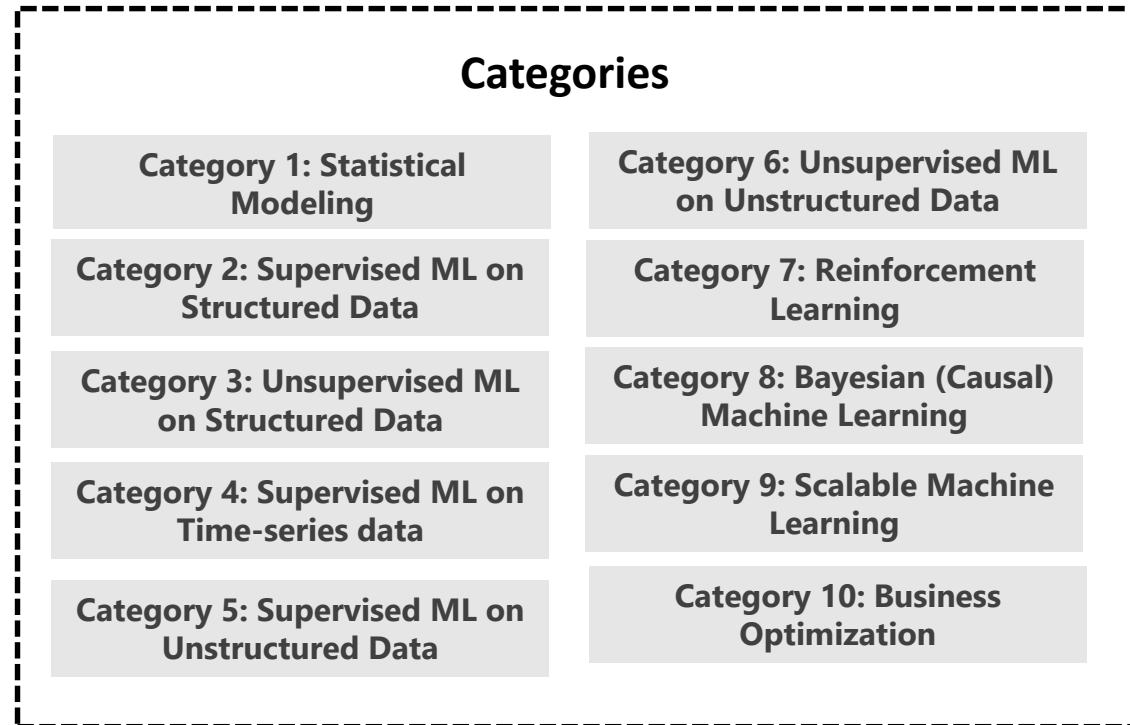 Categories
Category 1: Statistical
Modeling
Category 2: Supervised ML on
Structured Data
Category 3: Unsupervised ML
on Structured Data
Category 4: Supervised ML on
Time-series data
Category 5: Supervised ML on
Unstructured Data
Category 6: Unsupervised ML
on Unstructured Data
Category 7: Reinforcement
Learning
Category 8: Bayesian (Causal)
Machine Learning
Category 9: Scalable Machine
Learning
Category 10: Business
Optimization